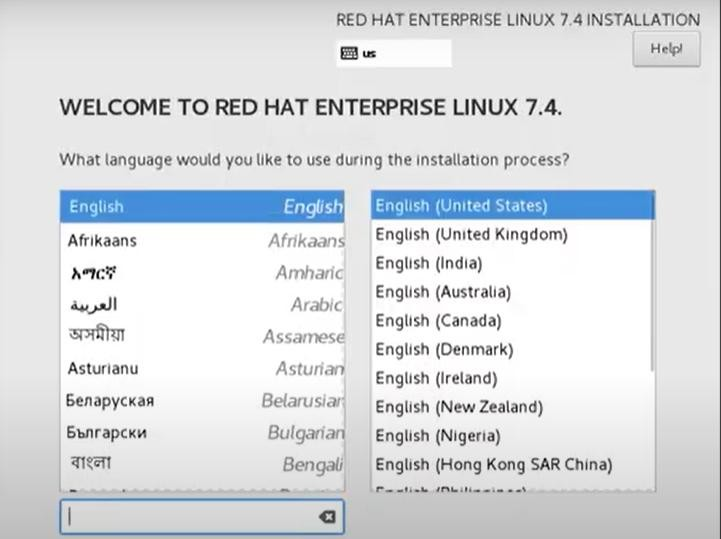 RED HAT ENTERPRISE LINUX 7.4 INSTALLATION
us
Help!
WELCOME TO RED HAT ENTERPRISE LINUX 7.4.
What language would you like to use during the installation process?
English English
Afrikaans Afrikaans
አማርኛ Amharic
العربية Arabic
অসমীয়া Assamese
Asturianu Asturian
Беларуская Belarusian
Български Bulgarian
বাংলা Bengali
English (United States)
English (United Kingdom)
English (India)
English (Australia)
English (Canada)
English (Denmark)
English (Ireland)
English (New Zealand)
English (Nigeria)
English (Hong Kong SAR China)
English (Philippines)